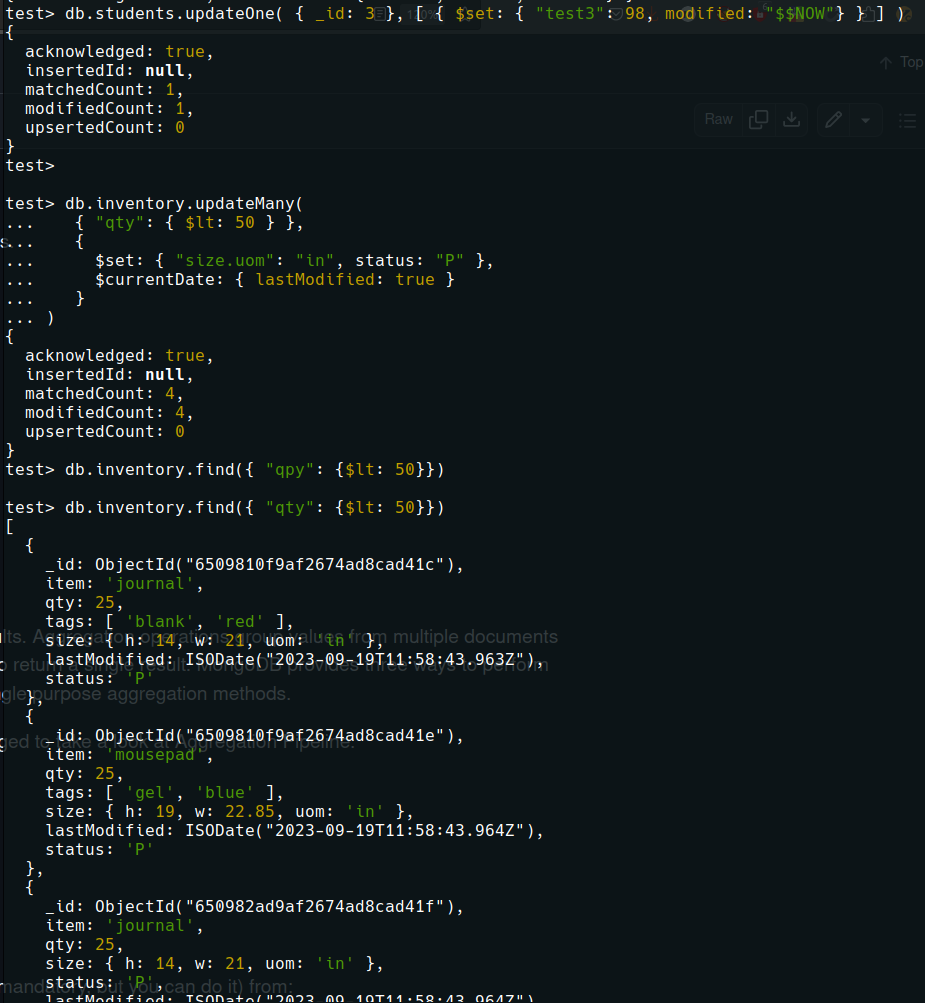 test> db.students.updateOne( { _id: 3 }, [ { $set: { "test3": 98, modified: "$$NOW"} } ] )
{
  acknowledged: true,
  insertedId: null,
  matchedCount: 1,
  modifiedCount: 1,
  upsertedCount: 0
}
Top
Raw
test>
test> db.inventory.updateMany(
...    { "qty": { $lt: 50 } },
...    {
...      $set: { "size.uom": "in", status: "P" },
...      $currentDate: { lastModified: true }
...    }
... )
{
  acknowledged: true,
  insertedId: null,
  matchedCount: 4,
  modifiedCount: 4,
  upsertedCount: 0
}
test> db.inventory.find({ "qpy": {$lt: 50}})
test> db.inventory.find({ "qty": {$lt: 50}})
[
  {
    _id: ObjectId("6509810f9af2674ad8cad41c"),
    item: 'journal',
    qty: 25,
    tags: [ 'blank', 'red' ],
    size: { h: 14, w: 21, uom: 'in' },
    lastModified: ISODate("2023-09-19T11:58:43.963Z"),
    status: 'P'
  },
  {
    _id: ObjectId("6509810f9af2674ad8cad41e"),
    item: 'mousepad',
    qty: 25,
    tags: [ 'gel', 'blue' ],
    size: { h: 19, w: 22.85, uom: 'in' },
    lastModified: ISODate("2023-09-19T11:58:43.964Z"),
    status: 'P'
  },
  {
    _id: ObjectId("650982ad9af2674ad8cad41f"),
    item: 'journal',
    qty: 25,
    size: { h: 14, w: 21, uom: 'in' },
    status: 'P',
    lastModified: ISODate("2023-09-19T11:58:43.964Z")
Aggregation operations group values from multiple documents
return a single result. MongoDB provides three ways to perform
purpose aggregation methods.
to take a look at Aggregation Pipeline.
but you can do it) from: